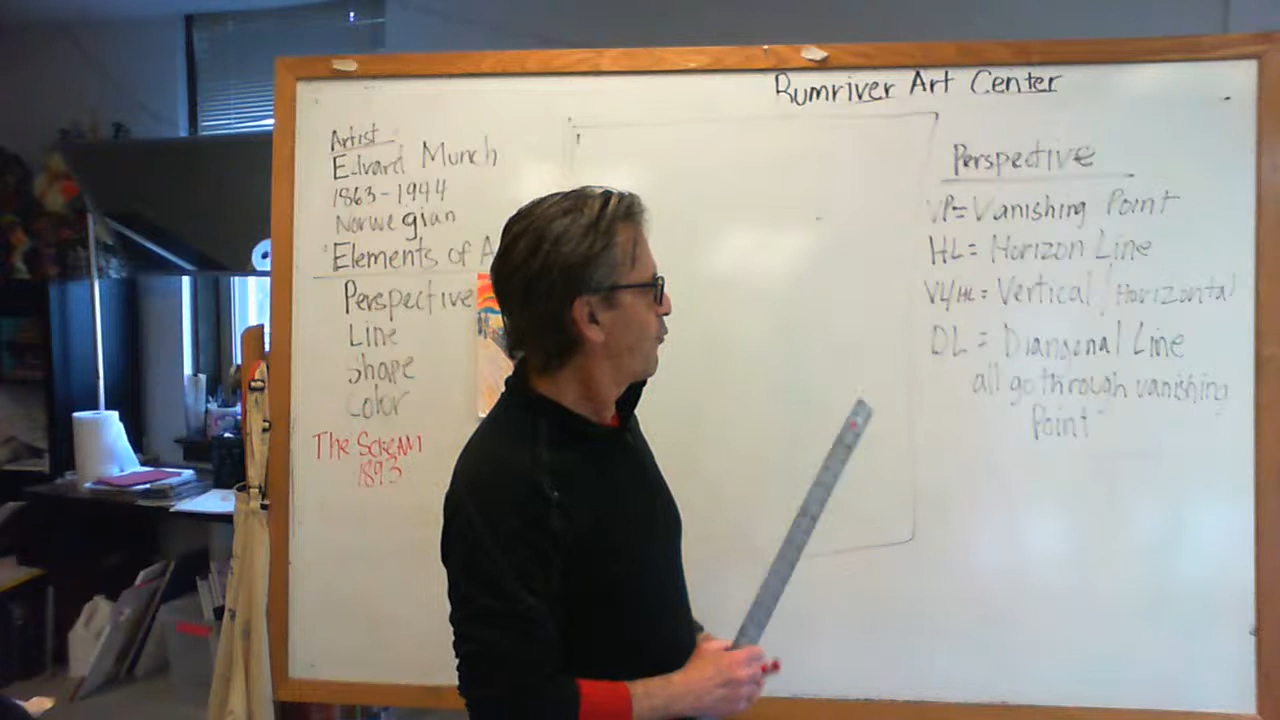 Rumriver Art Center
Artist
Edvard Munch
1863-1944
Norwegian
Elements of A
Perspective
Line
Shape
Color
The Scream
1893
Perspective
VP= Vanishing Point
HL= Horizon Line
VL/HL= Vertical/Horizontal
DL= Diangonal Line
all go through vanishing
Point